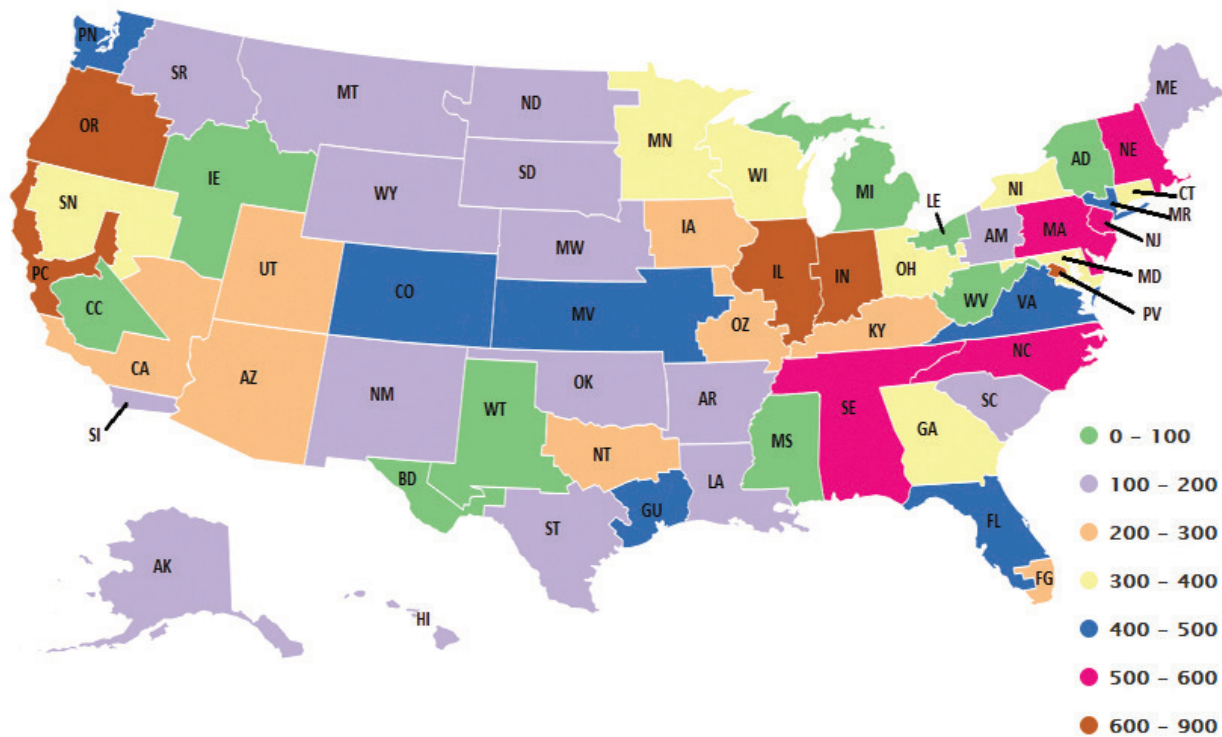 PN
SR
MT
ND
ME
OR
MN
AD
NE
IE
SD
WI
MI
NI
CT
WY
LE
MR
SN
IA
AM
MA
NJ
MW
OH
MD
UT
IL
IN
PC
CO
WV
VA
PV
CC
MV
OZ
KY
NC
CA
AZ
OK
NM
AR
SE
SC
SI
WT
MS
GA
0 – 100
NT
BD
LA
100 – 200
GU
ST
FL
200 – 300
AK
FG
300 – 400
HI
400 – 500
500 – 600
600 – 900